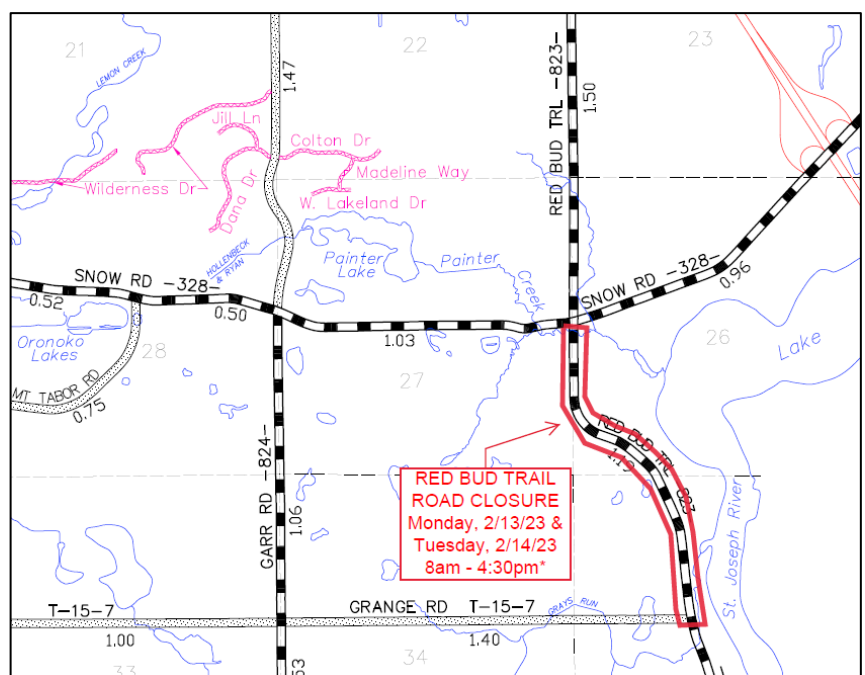 21
22
23
LEMON CREEK
1.47
RED BUD TRL -823-
1.50
Jill Ln
Colton Dr
Madeline Way
Wilderness Dr
Dana Dr
W. Lakeland Dr
HOLLENBECK
& RYAN
Painter
Lake
Painter
Creek
SNOW RD -328-
0.52
0.50
SNOW RD -328-
0.96
1.03
Oronoko
Lakes
28
27
26
Lake
MT TABOR RD
0.75
GARR RD -824-
1.06
RED BUD TRL -823-
1.19
RED BUD TRAIL
ROAD CLOSURE
Monday, 2/13/23 &
Tuesday, 2/14/23
8am - 4:30pm*
St. Joseph River
T-15-7
GRANGE RD T-15-7
GRAYS RUN
1.00
1.40
33
34